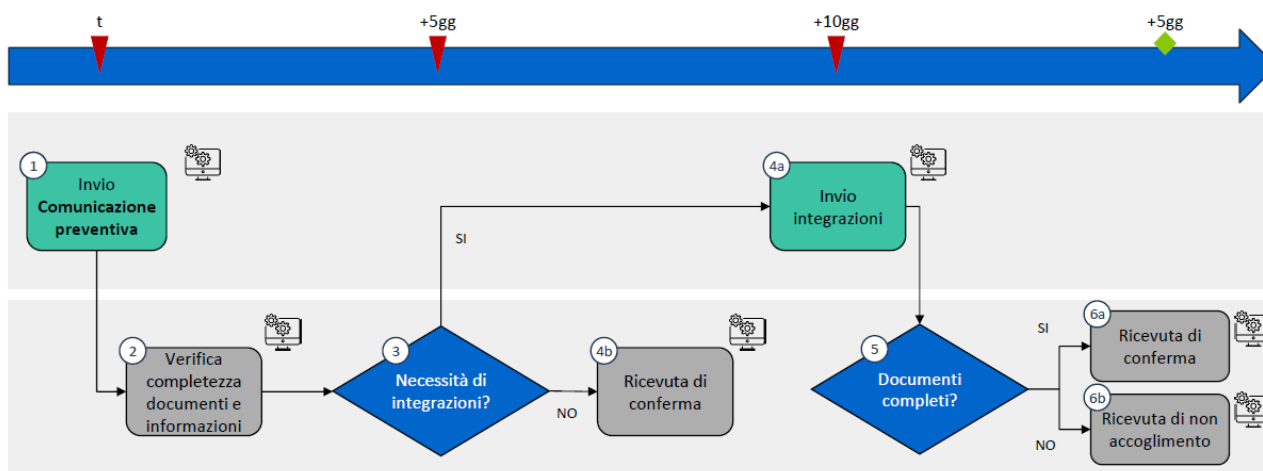 t
+5gg
+10gg
+5gg
1
Invio
Comunicazione
preventiva
4a
Invio
integrazioni
SI
2
Verifica
completezza
documenti e
informazioni
3
Necessità di
integrazioni?
NO
4b
Ricevuta di
conferma
5
Documenti
completi?
SI
6a
Ricevuta di
conferma
NO
6b
Ricevuta di non
accoglimento